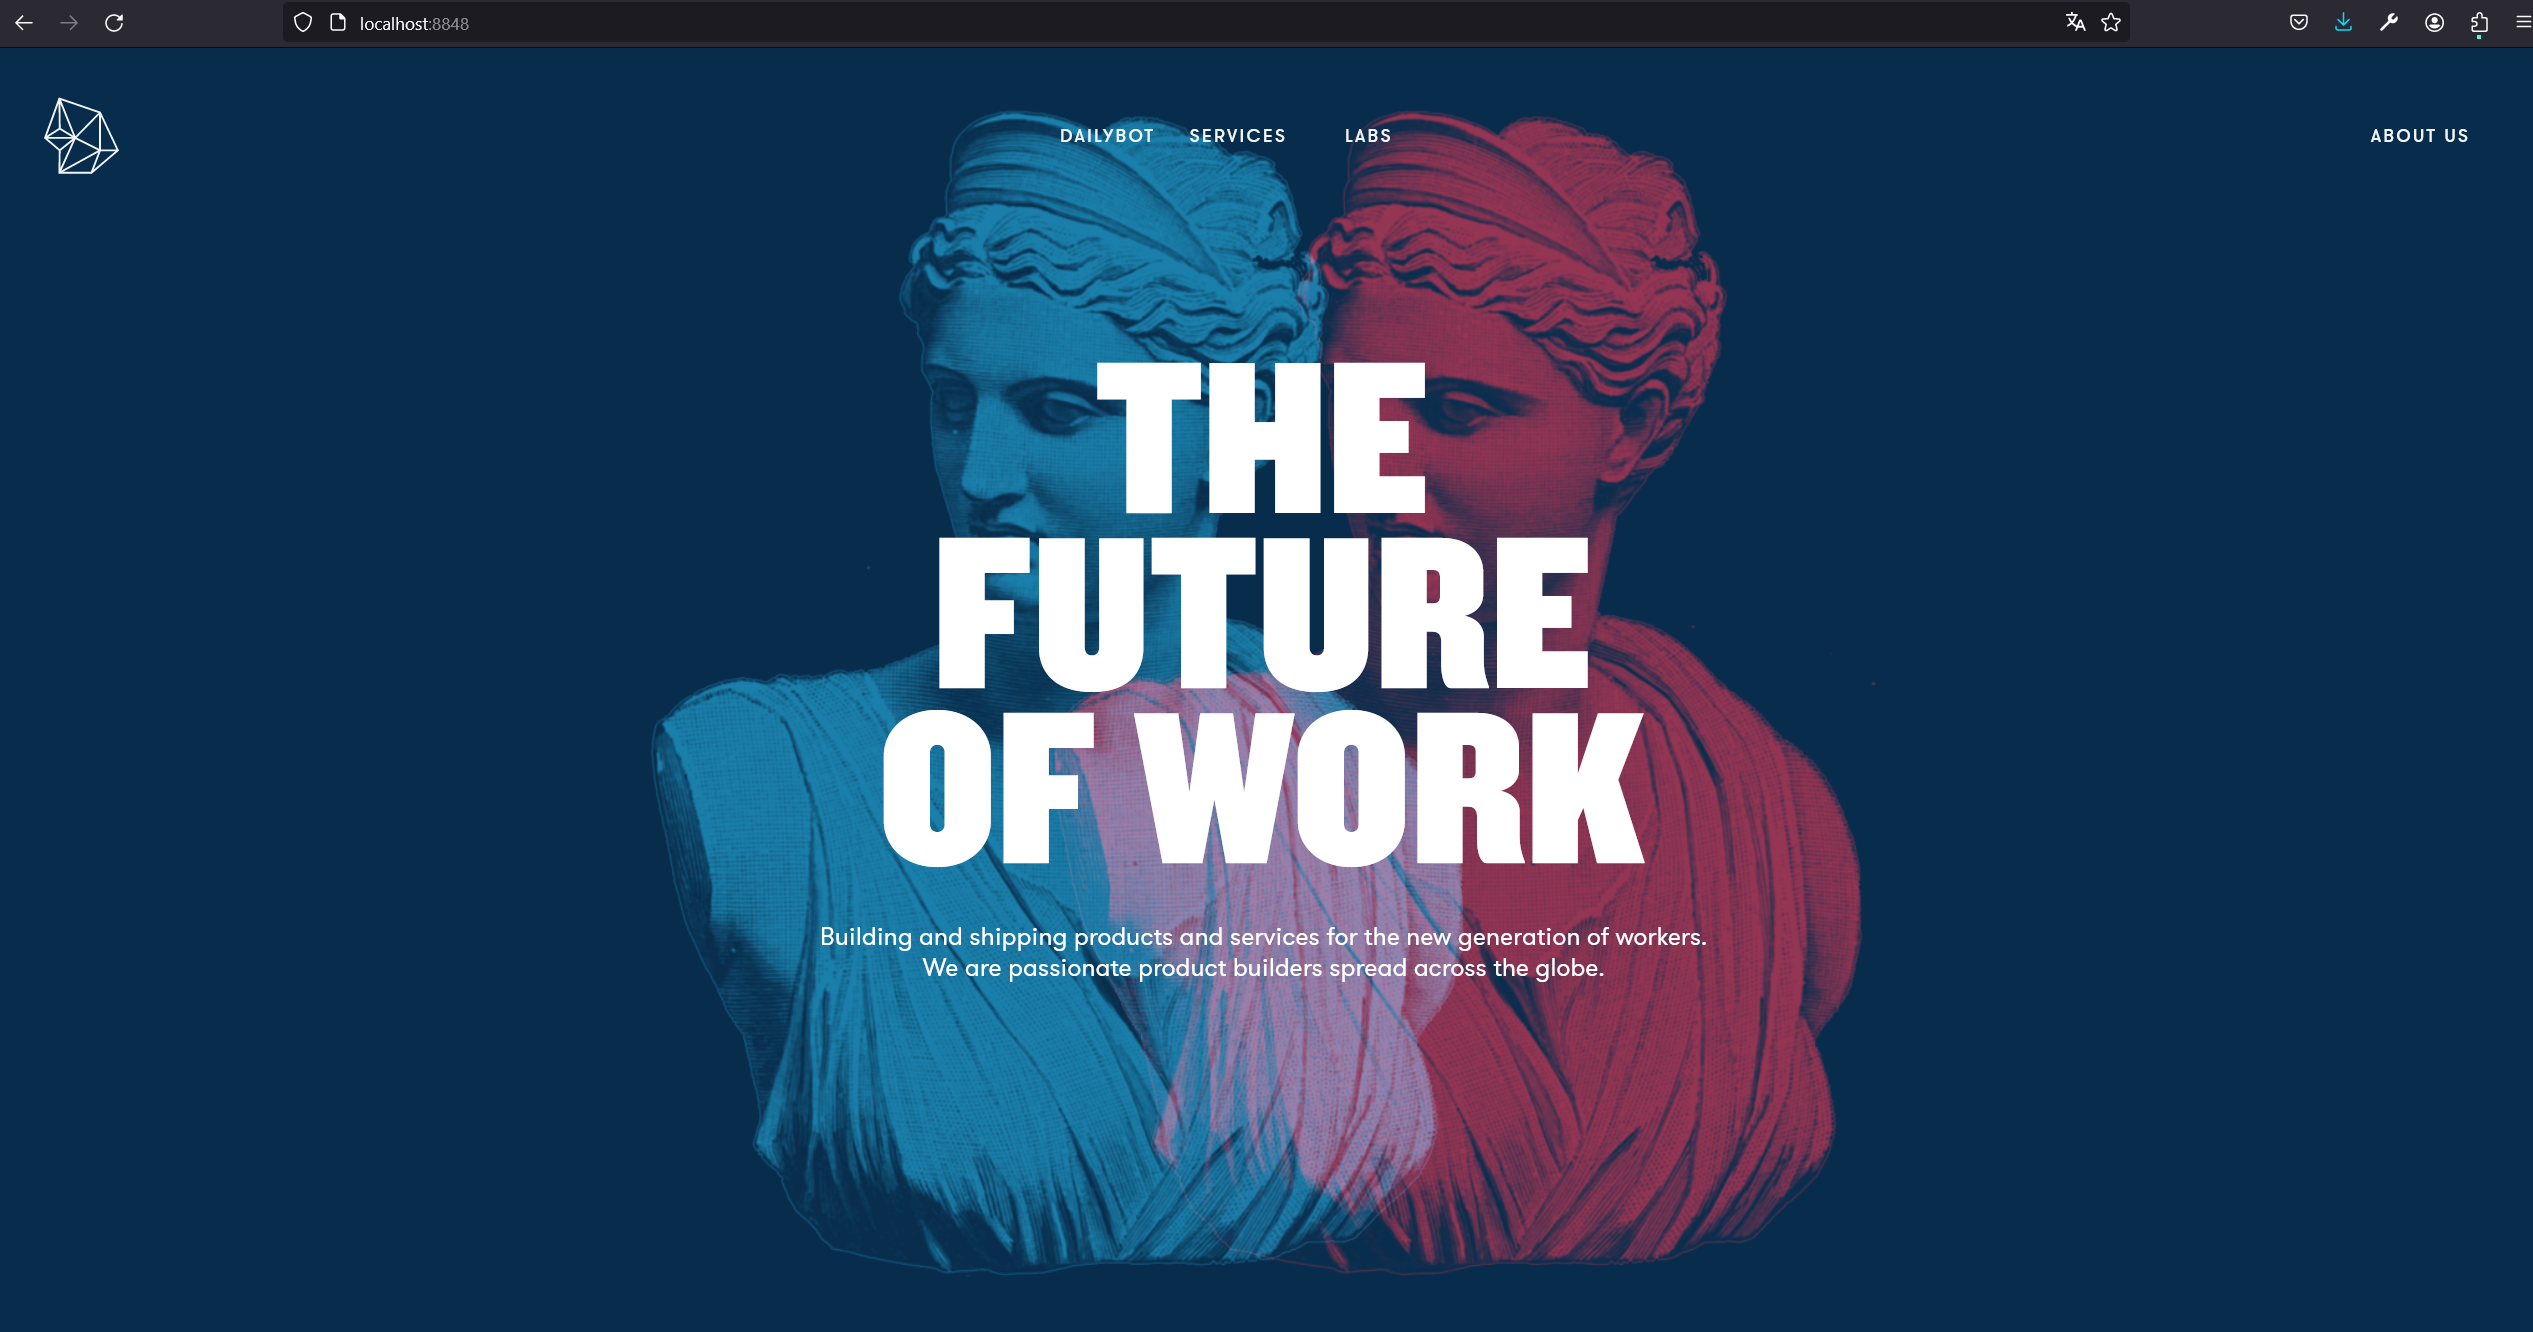 localhost:8848
DAILYBOT SERVICES LABS ABOUT US
THE
FUTURE
OF WORK
Building and shipping products and services for the new generation of workers.
We are passionate product builders spread across the globe.